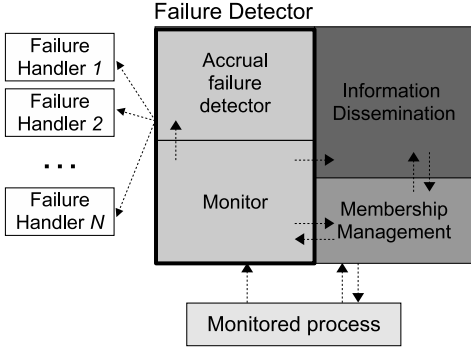 Failure Detector
Failure
Handler 1
Failure
Handler 2
...
Failure
Handler N
Accrual
failure
detector
Monitor
Information
Dissemination
Membership
Management
Monitored process